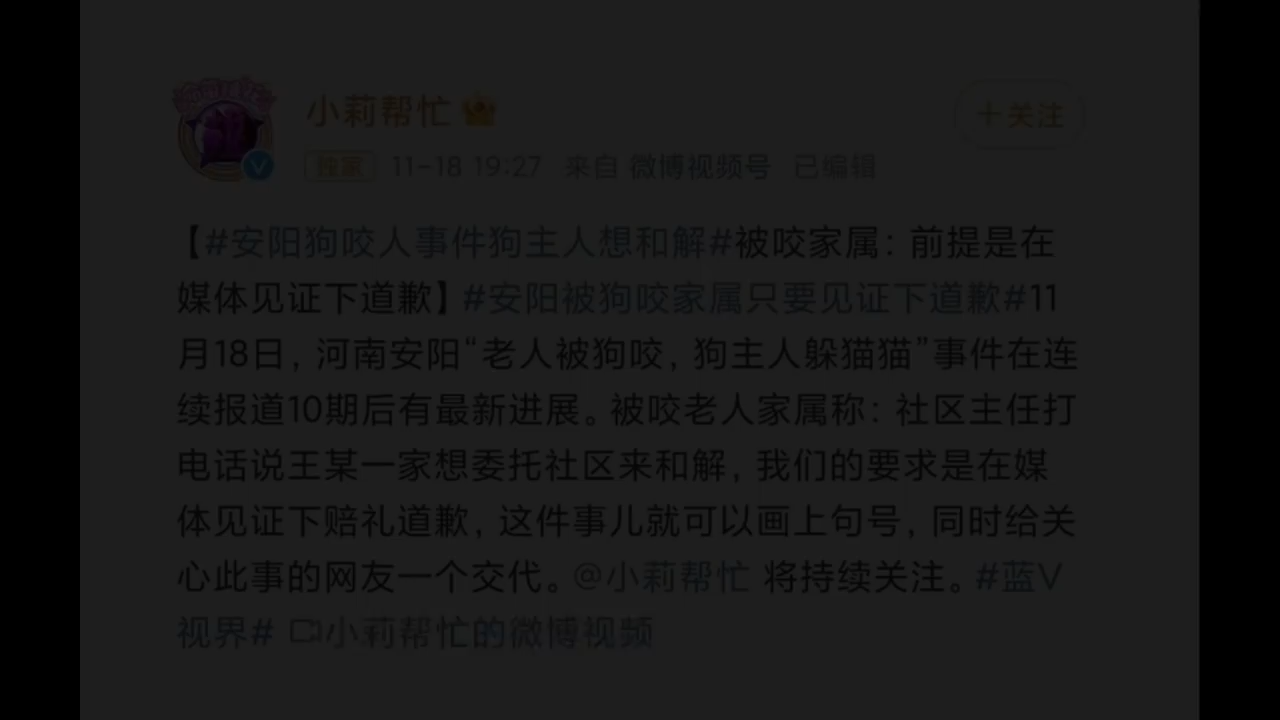 小莉帮忙
+关注
独家 11-18 19:27 来自 微博视频号 已编辑
【#安阳狗咬人事件狗主人想和解#被咬家属：前提是在
媒体见证下道歉】#安阳被狗咬家属只要见证下道歉#11
月18日，河南安阳“老人被狗咬，狗主人躲猫猫”事件在连
续报道10期后有最新进展。被咬老人家属称：社区主任打
电话说王某一家想委托社区来和解，我们的要求是在媒
体见证下赔礼道歉，这件事儿就可以画上句号，同时给关
心此事的网友一个交代。@小莉帮忙 将持续关注。#蓝V
视界# 小莉帮忙的微博视频